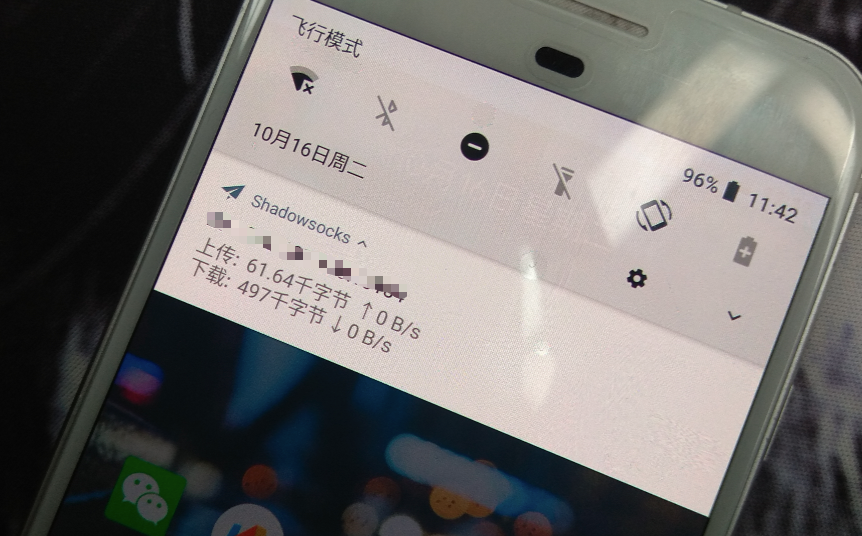 飞行模式
96% 11:42
10月16日周二
Shadowsocks
上传: 61.64千字节 ↑ 0 B/s
下载: 497千字节 ↓ 0 B/s